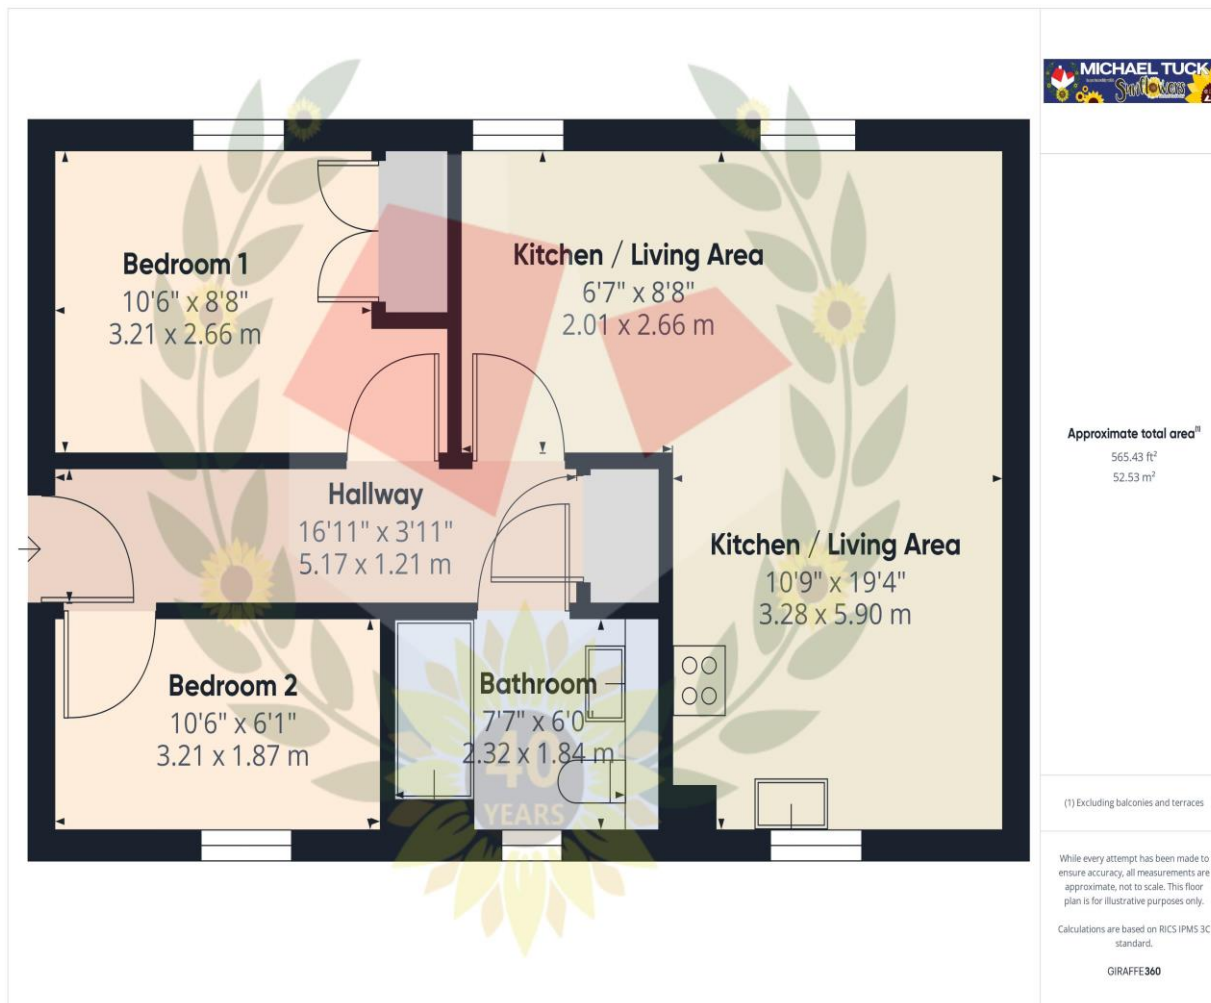 MICHAEL TUCK
Sunflowers
Bedroom 1
10'6" x 8'8"
3.21 x 2.66 m
Kitchen / Living Area
6'7" x 8'8"
2.01 x 2.66 m
Hallway
16'11" x 3'11"
5.17 x 1.21 m
Kitchen / Living Area
10'9" x 19'4"
3.28 x 5.90 m
Bedroom 2
10'6" x 6'1"
3.21 x 1.87 m
Bathroom
7'7" x 6'0"
2.32 x 1.84 m
40
YEARS
Approximate total area(1)
565.43 ft²
52.53 m²
(1) Excluding balconies and terraces
While every attempt has been made to
ensure accuracy, all measurements are
approximate, not to scale. This floor
plan is for illustrative purposes only.
Calculations are based on RICS IPMS 3C
standard.
GIRAFFE360